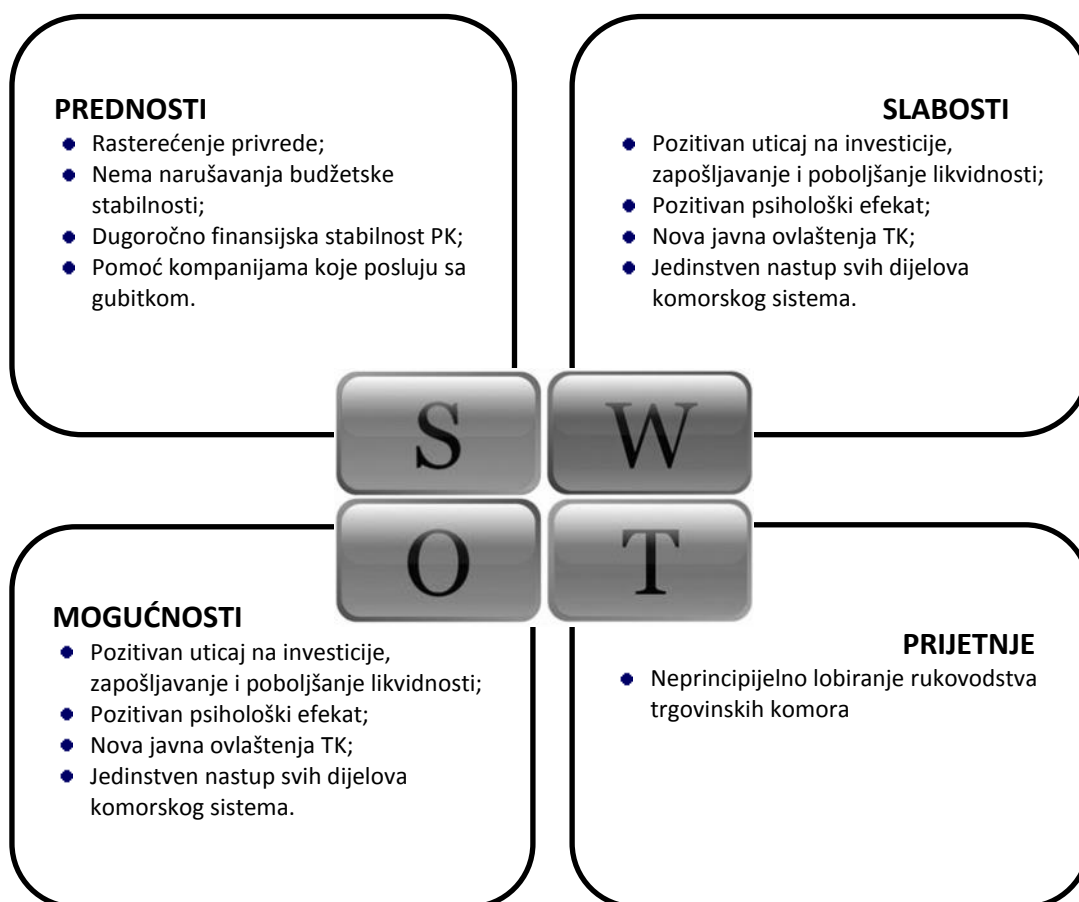 PREDNOSTI
Rasterećenje privrede;
Nema narušavanja budžetske
stabilnosti;
Dugoročno finansijska stabilnost PK;
Pomoć kompanijama koje posluju sa
gubitkom.
SLABOSTI
Pozitivan uticaj na investicije,
zapošljavanje i poboljšanje likvidnosti;
Pozitivan psihološki efekat;
Nova javna ovlaštenja TK;
Jedinstven nastup svih dijelova
komorskog sistema.
S
W
O
T
MOGUĆNOSTI
Pozitivan uticaj na investicije,
zapošljavanje i poboljšanje likvidnosti;
Pozitivan psihološki efekat;
Nova javna ovlaštenja TK;
Jedinstven nastup svih dijelova
komorskog sistema.
PRIJETNJE
Neprincipijelno lobiranje rukovodstva
trgovinskih komora